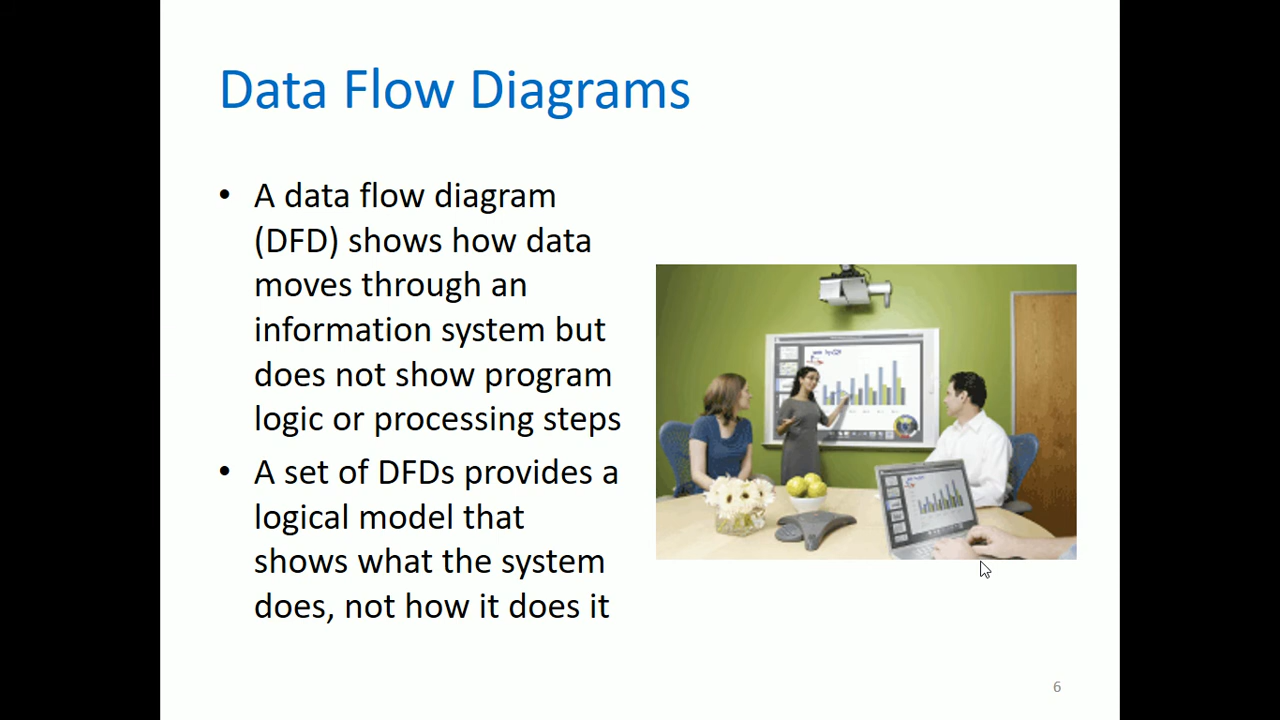 Data Flow Diagrams
• A data flow diagram
(DFD) shows how data
moves through an
information system but
does not show program
logic or processing steps
• A set of DFDs provides a
logical model that
shows what the system
does, not how it does it
6